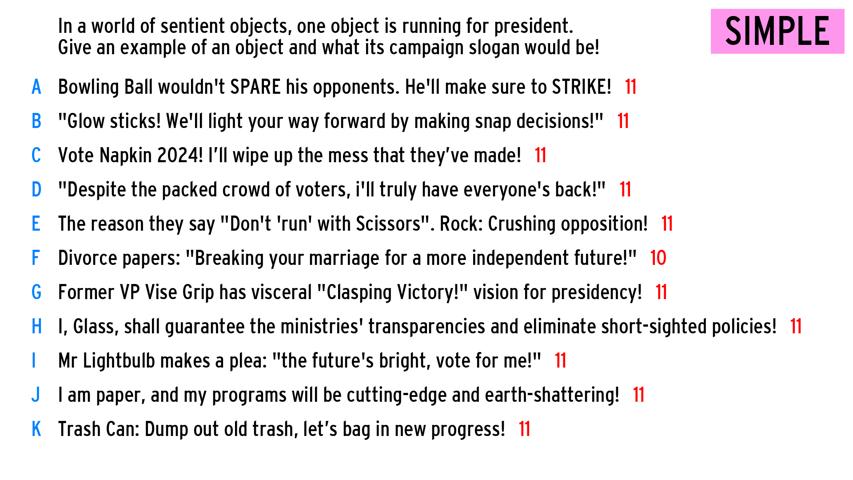 In a world of sentient objects, one object is running for president.
Give an example of an object and what its campaign slogan would be!
SIMPLE
A Bowling Ball wouldn't SPARE his opponents. He'll make sure to STRIKE! 11
B "Glow sticks! We'll light your way forward by making snap decisions!" 11
C Vote Napkin 2024! I’ll wipe up the mess that they’ve made! 11
D "Despite the packed crowd of voters, i'll truly have everyone's back!" 11
E The reason they say "Don't 'run' with Scissors". Rock: Crushing opposition! 11
F Divorce papers: "Breaking your marriage for a more independent future!" 10
G Former VP Vise Grip has visceral "Clasping Victory!" vision for presidency! 11
H I, Glass, shall guarantee the ministries' transparencies and eliminate short-sighted policies! 11
I Mr Lightbulb makes a plea: "the future's bright, vote for me!" 11
J I am paper, and my programs will be cutting-edge and earth-shattering! 11
K Trash Can: Dump out old trash, let’s bag in new progress! 11